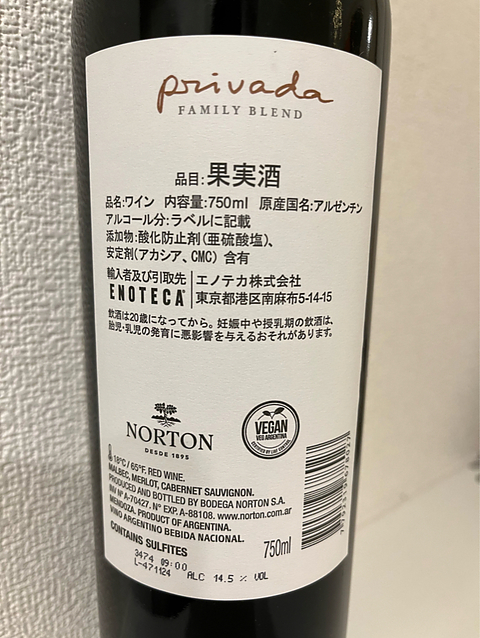 privada
FAMILY BLEND
品目:果実酒
品名:ワイン 内容量:750ml 原産国名:アルゼンチン
アルコール分:ラベルに記載
添加物:酸化防止剤(亜硫酸塩)、
安定剤(アカシア、CMC) 含有
輸入者及び引取先 エノテカ株式会社
ENOTECA 東京都港区南麻布5-14-15
飲酒は20歳になってから。妊娠中や授乳期の飲酒は、
胎児・乳児の発育に悪影響を与えるおそれがあります。
NORTON
DESDE 1895
VEGAN
VEG ARGENTINA
18°C / 65°F. RED WINE.
MALBEC, MERLOT, CABERNET SAUVIGNON.
PRODUCED AND BOTTLED BY BODEGA NORTON S.A.
INV Nº A-70427. Nº EXP. A-88108. www.norton.com.ar
MENDOZA. PRODUCT OF ARGENTINA.
VINO ARGENTINO BEBIDA NACIONAL.
CONTAINS SULFITES
750ml
3474 09:00
L-471124 ALC 14.5 % VOL